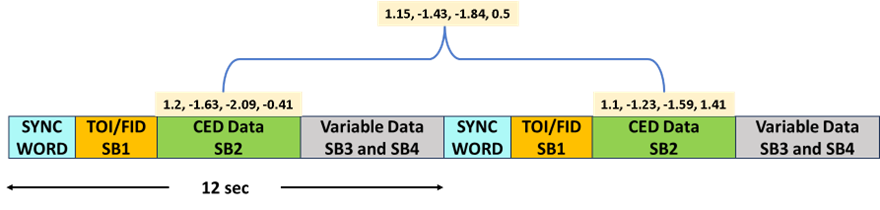 1.15, -1.43, -1.84, 0.5
1.2, -1.63, -2.09, -0.41
1.1, -1.23, -1.59, 1.41
SYNC WORD
TOI/FID SB1
CED Data SB2
Variable Data SB3 and SB4
SYNC WORD
TOI/FID SB1
CED Data SB2
Variable Data SB3 and SB4
12 sec